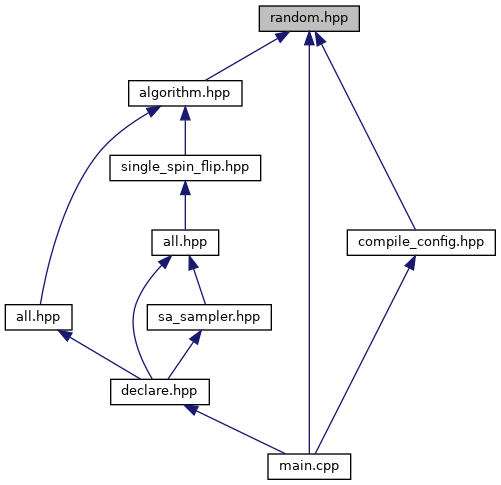 random.hpp
algorithm.hpp
single_spin_flip.hpp
all.hpp
compile_config.hpp
all.hpp
sa_sampler.hpp
declare.hpp
main.cpp